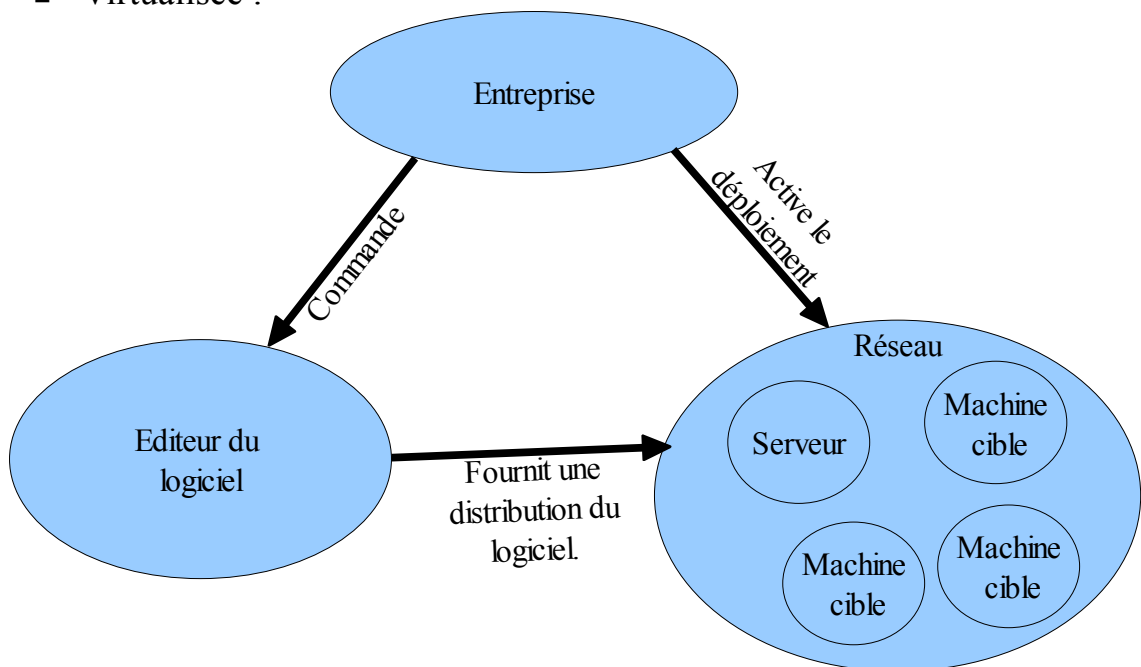 Virtualisée :
Entreprise
Commande
Active le
déploiement
Réseau
Editeur du
logiciel
Fournit une
distribution du
logiciel.
Serveur
Machine
cible
Machine
cible
Machine
cible